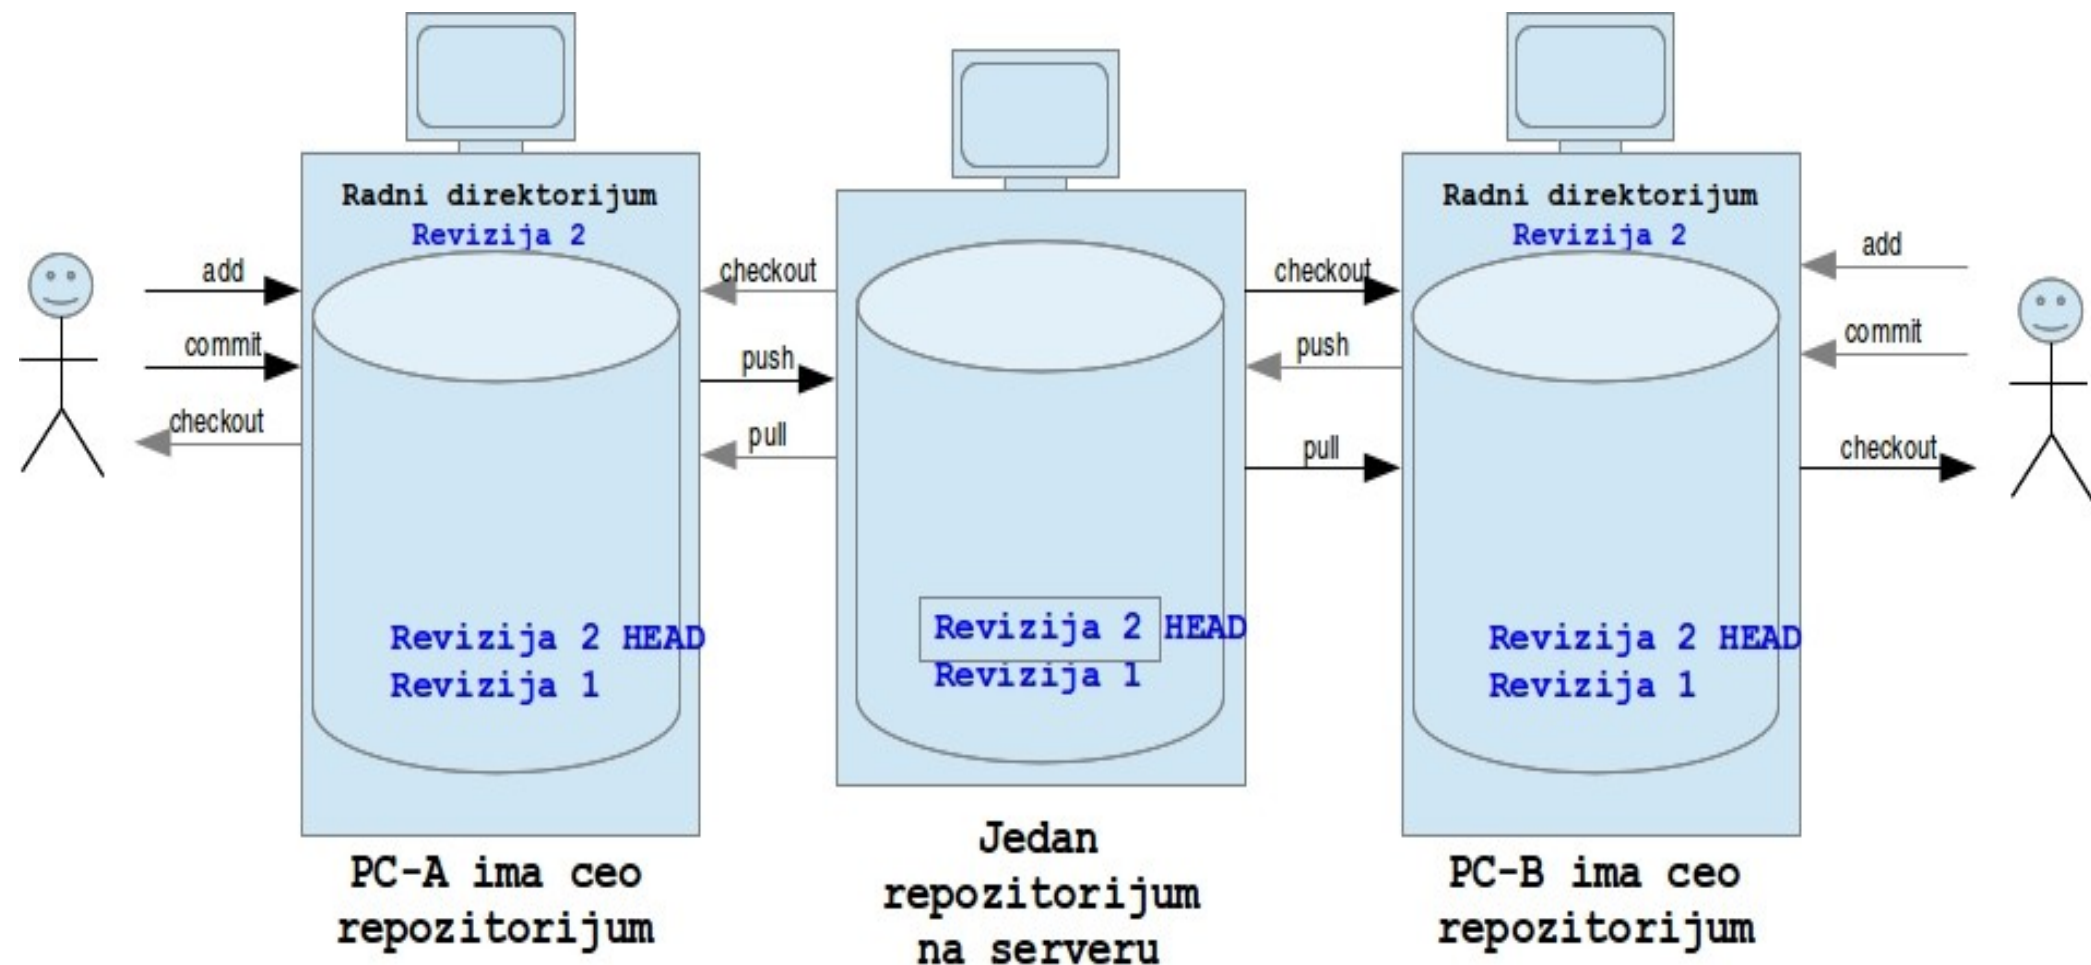 Radni direktorijum
Revizija 2
add
commit
checkout
Revizija 2 HEAD
Revizija 1
PC-A ima ceo
repozitorijum
checkout
push
pull
Revizija 2 HEAD
Revizija 1
Jedan
repozitorijum
na serveru
checkout
push
pull
Radni direktorijum
Revizija 2
Revizija 2 HEAD
Revizija 1
PC-B ima ceo
repozitorijum
add
commit
checkout